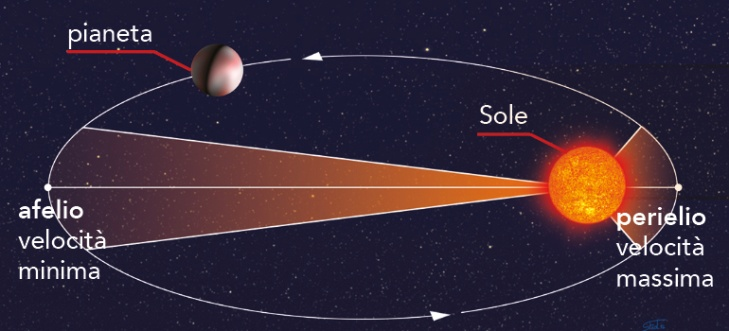 pianeta
Sole
afelio
velocità
minima
perielio
velocità
massima